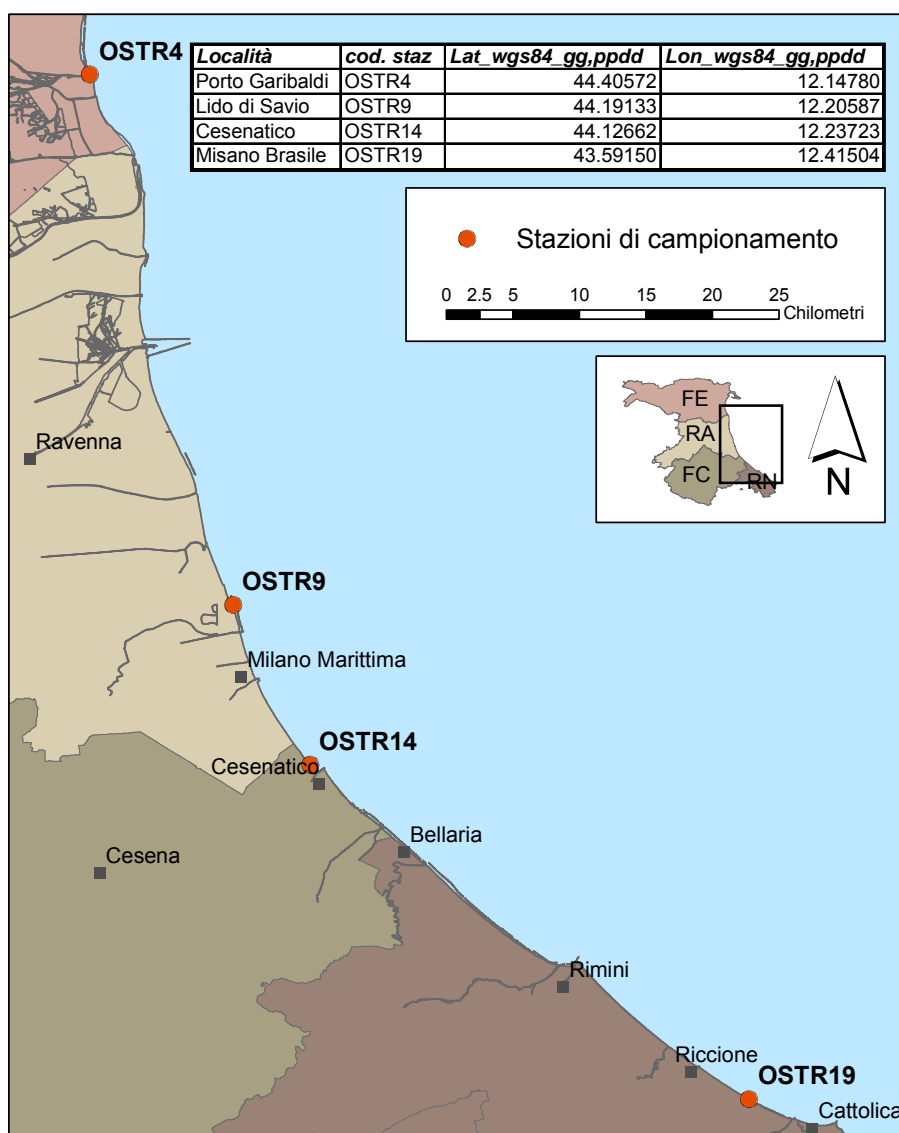 OSTR4
Località cod. staz Lat_wgs84_gg,ppdd Lon_wgs84_gg,ppdd
Porto Garibaldi OSTR4 44.40572 12.14780
Lido di Savio OSTR9 44.19133 12.20587
Cesenatico OSTR14 44.12662 12.23723
Misano Brasile OSTR19 43.59150 12.41504
Stazioni di campionamento
0 2.5 5 10 15 20 25
Chilometri
FE
RA
FC
RN
N
Ravenna
OSTR9
Milano Marittima
OSTR14
Cesenatico
Bellaria
Cesena
Rimini
Riccione
OSTR19
Cattolica